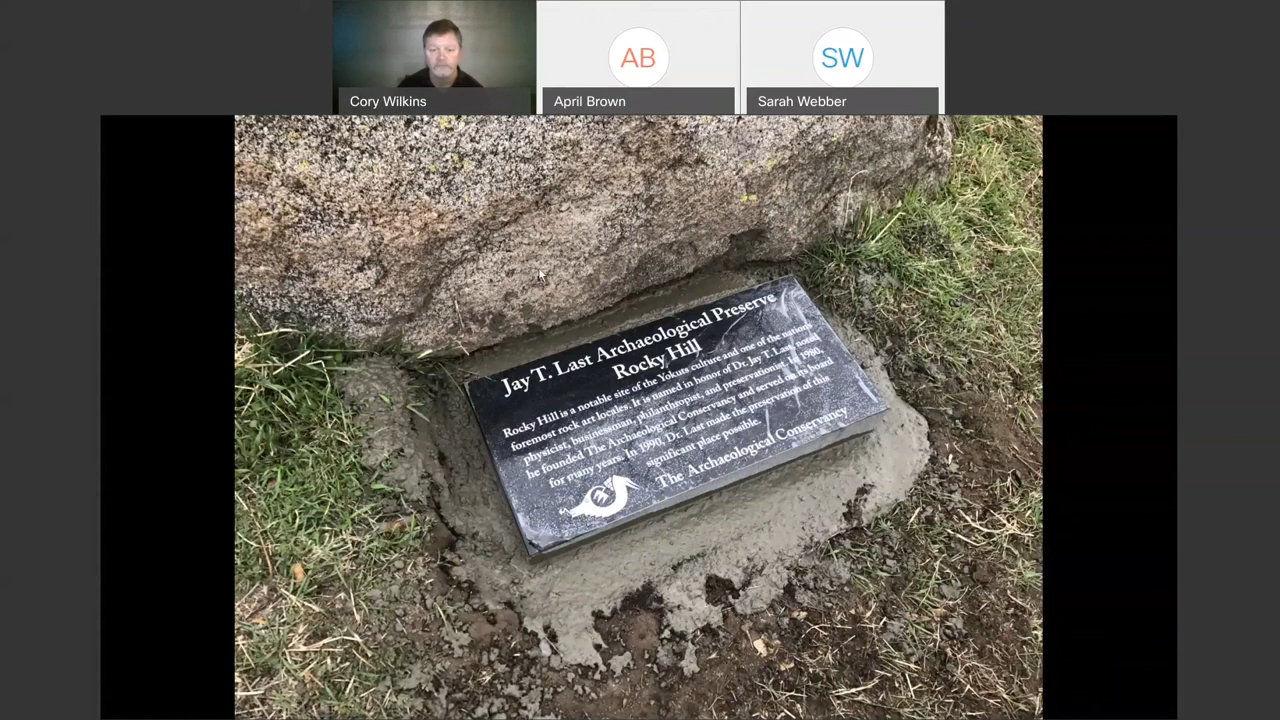 AB
SW
Cory Wilkins
April Brown
Sarah Webber
Jay T. Last Archaeological Preserve
Rocky Hill
Rocky Hill is a notable site of the Yokuts culture and one of the nation's
foremost rock art locales. It is named in honor of Dr. Jay T. Last, noted
physicist, businessman, philanthropist, and preservationist. In 1980,
he founded The Archaeological Conservancy and served on its board
for many years. In 1990, Dr. Last made the preservation of this
significant place possible.
The Archaeological Conservancy